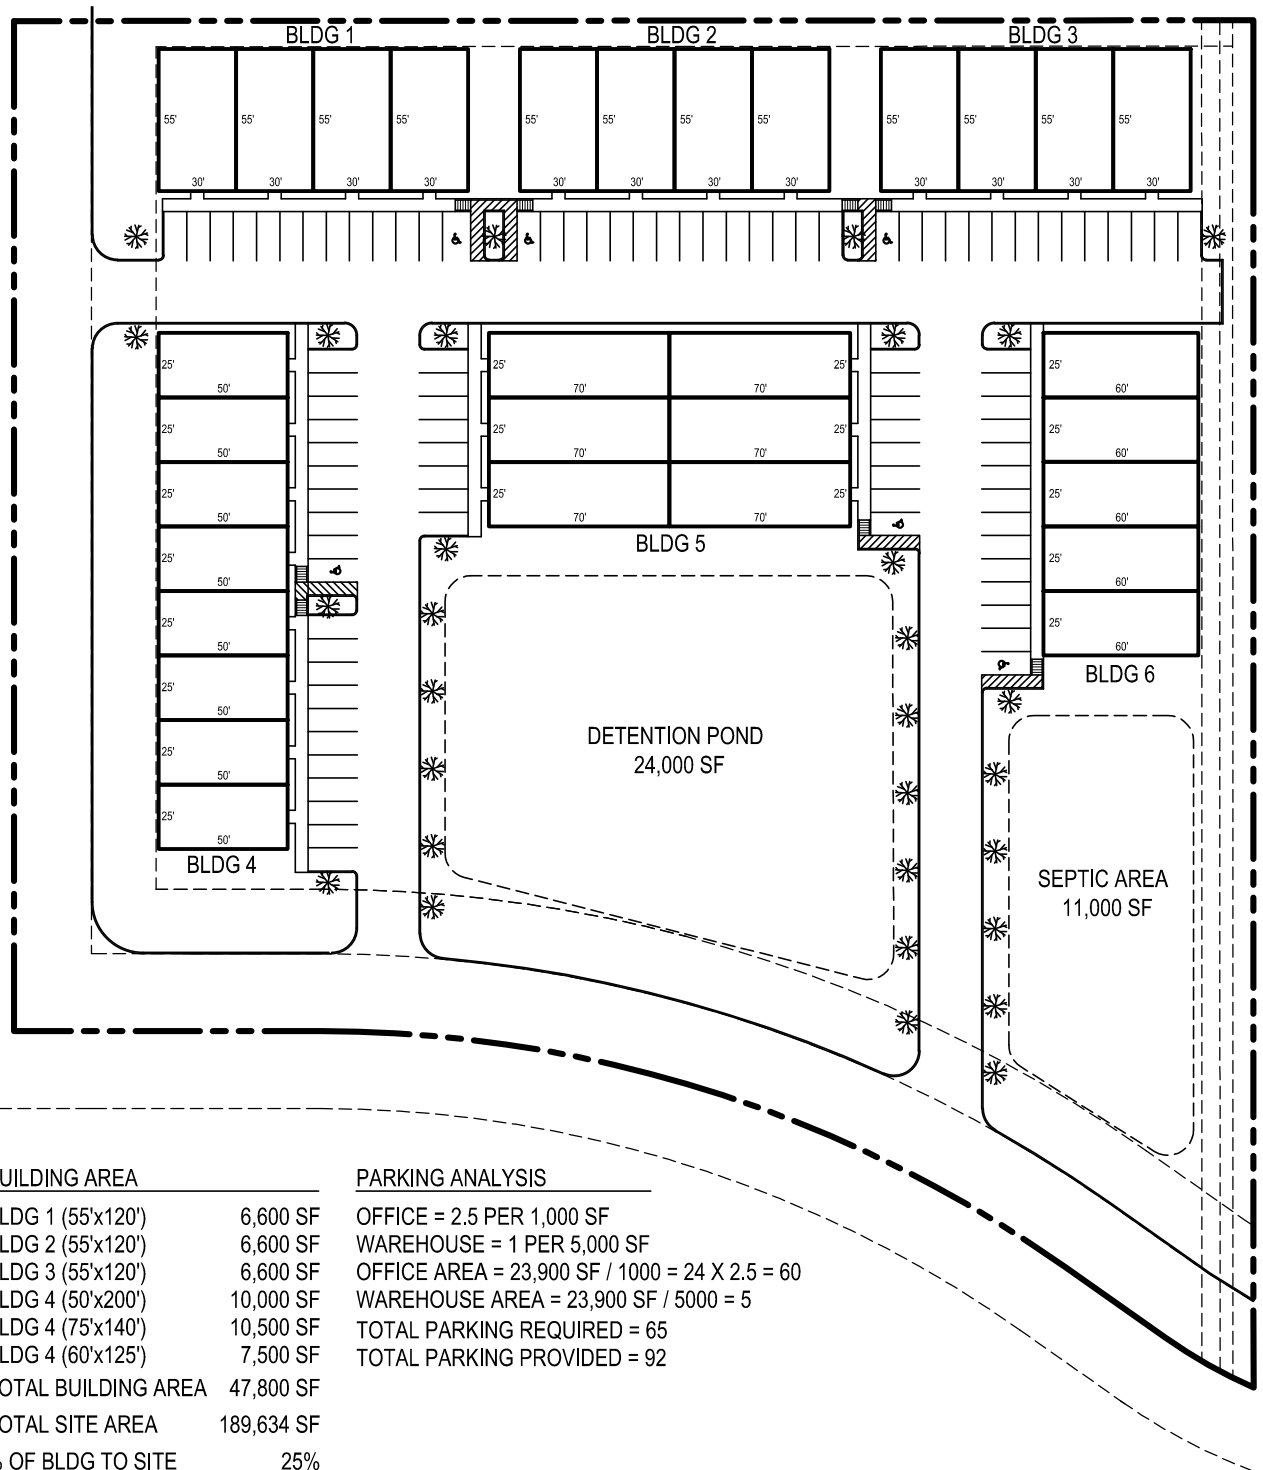 BLDG 1 BLDG 2 BLDG 3
55' 55' 55' 55' 55' 55' 55' 55' 55' 55' 55' 55'
30' 30' 30' 30' 30' 30' 30' 30' 30' 30' 30' 30'
25' 25' 25' 25'
50' 70' 70' 60'
25' 25' 25' 25'
50' 70' 70' 60'
25' 25' 25' 25'
50' 70' 70' 60'
BLDG 5
25' 25'
50' 60'
25' 25'
50' 60'
BLDG 6
25'
50'
25'
50'
25'
50'
BLDG 4
DETENTION POND
24,000 SF
SEPTIC AREA
11,000 SF
UILDING AREA
LDG 1 (55'x120') 6,600 SF
LDG 2 (55'x120') 6,600 SF
LDG 3 (55'x120') 6,600 SF
LDG 4 (50'x200') 10,000 SF
LDG 4 (75'x140') 10,500 SF
LDG 4 (60'x125') 7,500 SF
OTAL BUILDING AREA 47,800 SF
OTAL SITE AREA 189,634 SF
% OF BLDG TO SITE 25%
PARKING ANALYSIS
OFFICE = 2.5 PER 1,000 SF
WAREHOUSE = 1 PER 5,000 SF
OFFICE AREA = 23,900 SF / 1000 = 24 X 2.5 = 60
WAREHOUSE AREA = 23,900 SF / 5000 = 5
TOTAL PARKING REQUIRED = 65
TOTAL PARKING PROVIDED = 92